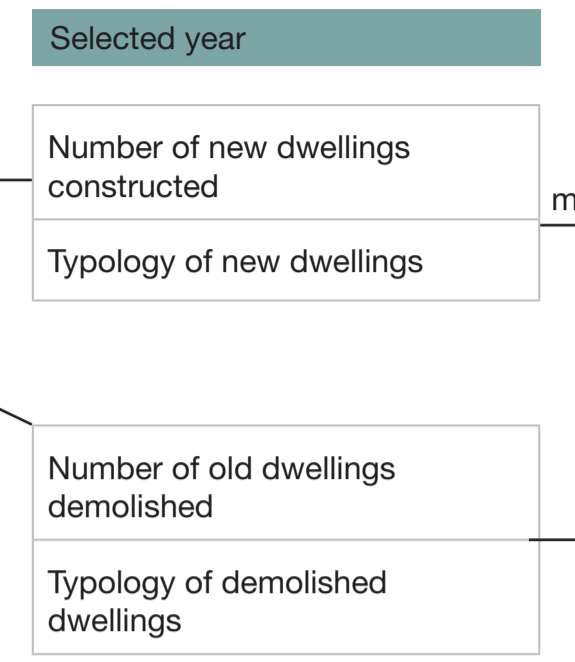 Selected year
Number of new dwellings
constructed
m
Typology of new dwellings
Number of old dwellings
demolished
Typology of demolished
dwellings